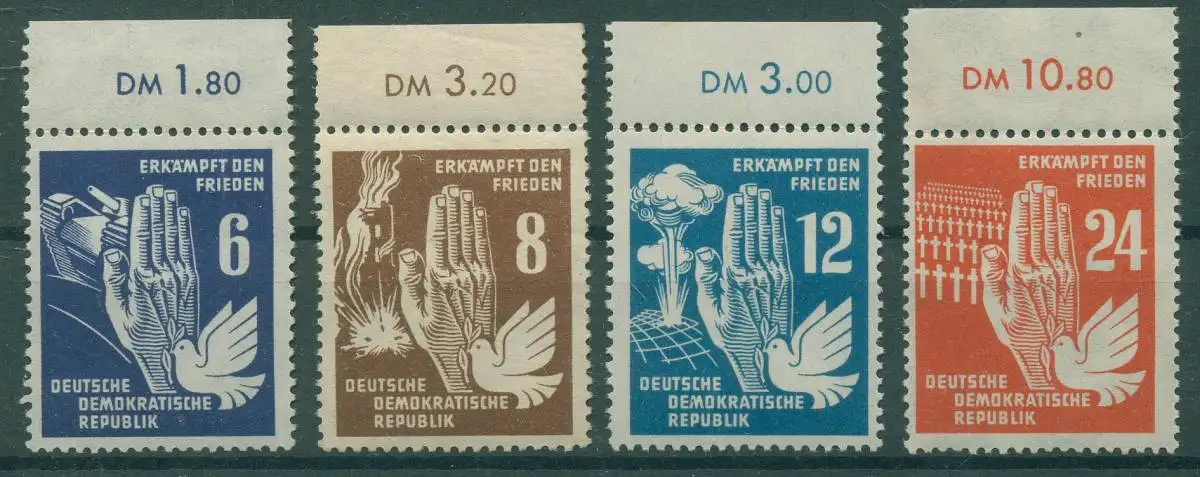 DM 1.80
ERKÄMPFT DEN
FRIEDEN
6
DEUTSCHE
DEMOKRATISCHE
REPUBLIK
DM 3.20
ERKÄMPFT DEN
FRIEDEN
8
DEUTSCHE
DEMOKRATISCHE
REPUBLIK
DM 3.00
ERKÄMPFT DEN
FRIEDEN
12
DEUTSCHE
DEMOKRATISCHE
REPUBLIK
DM 10.80
ERKÄMPFT DEN
FRIEDEN
24
DEUTSCHE
DEMOKRATISCHE
REPUBLIK